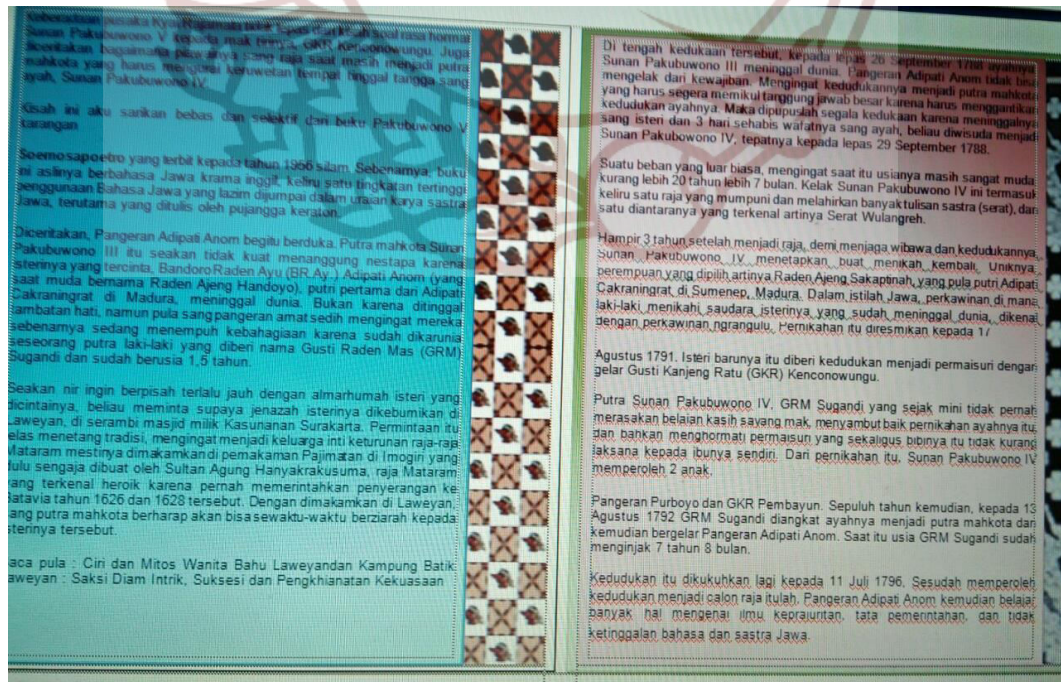 Keberadaan pusaka Kyai Rajamala tidak lepas dari kisah soal rasa hormat
Sunan Pakubuwono V kepada mak tirinya, GKR Kenconowungu. Juga
diceritakan bagaimana piawainya sang raja saat masih menjadi putra
mahkota yang harus mengurai keruwetan tempat tinggal tangga sang
ayah, Sunan Pakubuwono IV.
Kisah ini aku sarikan bebas dan selektif dari buku Pakubuwono V
karangan
Soemosapoetro yang terbit kepada tahun 1966 silam. Sebenarnya, buku
ini aslinya berbahasa Jawa krama inggil, keliru satu tingkatan tertinggi
penggunaan Bahasa Jawa yang lazim dijumpai dalam uraian karya sastra
Jawa, terutama yang ditulis oleh pujangga keraton.
Diceritakan, Pangeran Adipati Anom begitu berduka. Putra mahkota Sunan
Pakubuwono III itu seakan tidak kuat menanggung nestapa karena
isterinya yang tercinta, Bandoro Raden Ayu (BR.Ay.) Adipati Anom (yang
saat muda bernama Raden Ajeng Handoyo), putri pertama dari Adipati
Cakraningrat di Madura, meninggal dunia. Bukan karena ditinggal
tambatan hati, namun pula sang pangeran amat sedih mengingat mereka
sebenarnya sedang menempuh kebahagiaan karena sudah dikarunia
seseorang putra laki-laki yang diberi nama Gusti Raden Mas (GRM)
Sugandi dan sudah berusia 1,5 tahun.
Seakan nir ingin berpisah terlalu jauh dengan almarhumah isteri yang
dicintainya, beliau meminta supaya jenazah isterinya dikebumikan di
Laweyan, di serambi masjid milik Kasunanan Surakarta. Permintaan itu
jelas menetang tradisi, mengingat menjadi keluarga inti keturunan raja-raja
Mataram mestinya dimakamkan di pemakaman Pajimatan di Imogiri yang
dulu sengaja dibuat oleh Sultan Agung Hanyakrakusuma, raja Mataram
yang terkenal heroik karena pernah memerintahkan penyerangan ke
Batavia tahun 1626 dan 1628 tersebut. Dengan dimakamkan di Laweyan,
sang putra mahkota berharap akan bisa sewaktu-waktu berziarah kepada
isterinya tersebut.
Baca pula : Ciri dan Mitos Wanita Bahu Laweyandan Kampung Batik
Laweyan : Saksi Diam Intrik, Suksesi dan Pengkhianatan Kekuasaan
Di tengah kedukaan tersebut, kepada lepas 26 September 1788 ayahnya,
Sunan Pakubuwono III meninggal dunia. Pangeran Adipati Anom tidak bisa
mengelak dari kewajiban. Mengingat kedudukannya menjadi putra mahkota
yang harus segera memikul tanggung jawab besar karena harus menggantikan
kedudukan ayahnya. Maka dipupuslah segala kedukaan karena meninggalnya
sang isteri dan 3 hari sehabis wafatnya sang ayah, beliau diwisuda menjadi
Sunan Pakubowono IV, tepatnya kepada lepas 29 September 1788.
Suatu beban yang luar biasa, mengingat saat itu usianya masih sangat muda,
kurang lebih 20 tahun lebih 7 bulan. Kelak Sunan Pakubuwono IV ini termasuk
keliru satu raja yang mumpuni dan melahirkan banyak tulisan sastra (serat), dan
satu diantaranya yang terkenal artinya Serat Wulangreh.
Hampir 3 tahun setelah menjadi raja, demi menjaga wibawa dan kedudukannya,
Sunan Pakubuwono IV menetapkan buat menikah kembali. Uniknya,
perempuan yang dipilih artinya Raden Ajeng Sakaptinah, yang pula putri Adipati
Cakraningrat di Sumenep, Madura. Dalam istilah Jawa, perkawinan di mana
laki-laki menikahi saudara isterinya yang sudah meninggal dunia, dikenal
dengan perkawinan ngrangulu. Pernikahan itu diresmikan kepada 17
Agustus 1791. Isteri barunya itu diberi kedudukan menjadi permaisuri dengan
gelar Gusti Kanjeng Ratu (GKR) Kenconowungu.
Putra Sunan Pakubuwono IV, GRM Sugandi yang sejak mini tidak pernah
merasakan belaian kasih sayang mak, menyambut baik pernikahan ayahnya itu,
dan bahkan menghormati permaisuri yang sekaligus bibinya itu tidak kurang
laksana kepada ibunya sendiri. Dari pernikahan itu, Sunan Pakubuwono IV
memperoleh 2 anak.
Pangeran Purboyo dan GKR Pembayun. Sepuluh tahun kemudian, kepada 13
Agustus 1792 GRM Sugandi diangkat ayahnya menjadi putra mahkota dan
kemudian bergelar Pangeran Adipati Anom. Saat itu usia GRM Sugandi sudah
menginjak 7 tahun 8 bulan.
Kedudukan itu dikukuhkan lagi kepada 11 Juli 1796. Sesudah memperoleh
kedudukan menjadi calon raja itulah, Pangeran Adipati Anom kemudian belajar
banyak hal mengenai ilmu keprajuritan, tata pemerintahan, dan tidak
ketinggalan bahasa dan sastra Jawa.